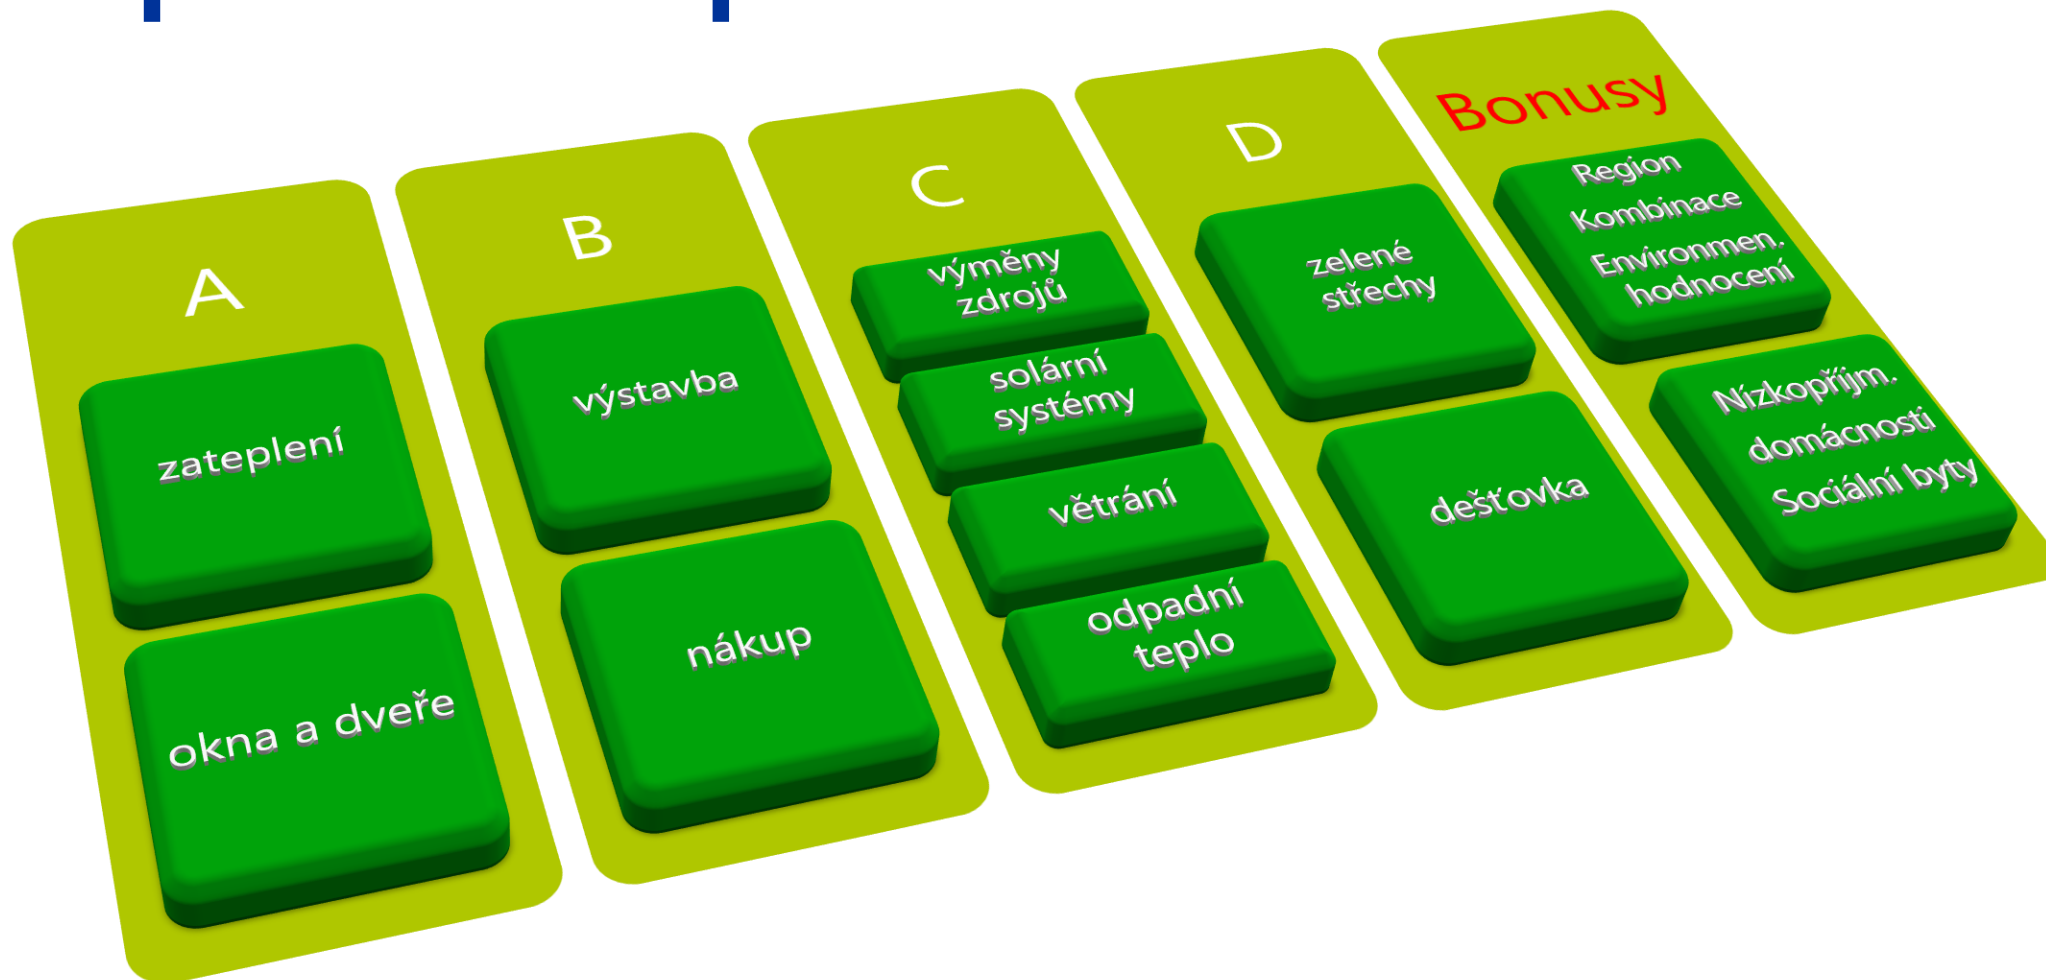 A
zateplení
okna a dveře
B
výstavba
nákup
C
výměny
zdrojů
solární
systémy
větrání
odpadní
teplo
D
zelené
střechy
dešťovka
Bonusy
Region
Kombinace
Environmen.
hodnocení
Nízkopříjm.
domácnosti
Sociální byty